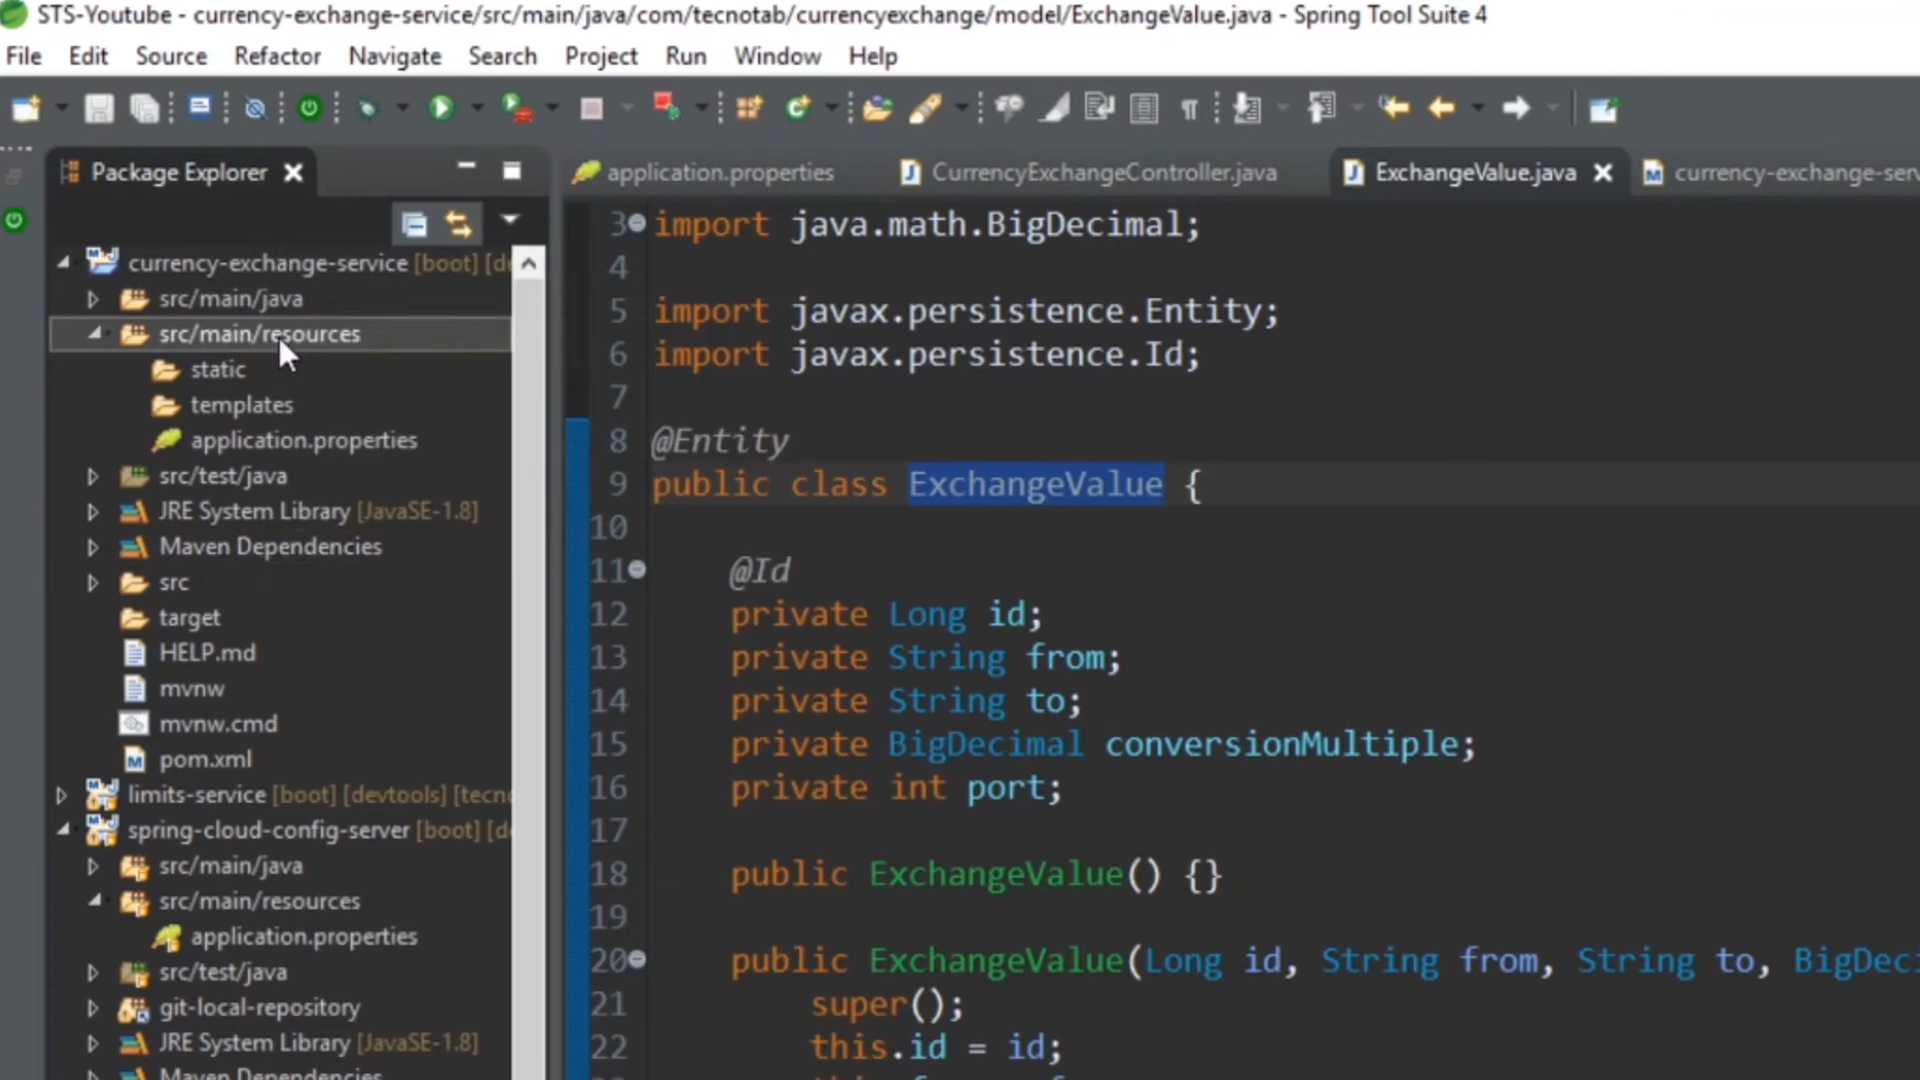 STS-Youtube - currency-exchange-service/src/main/java/com/tecnotab/currencyexchange/model/ExchangeValue.java - Spring Tool Suite 4
File Edit Source Refactor Navigate Search Project Run Window Help
Package Explorer
application.properties CurrencyExchangeController.java ExchangeValue.java currency-exchange-serv
currency-exchange-service [boot] [de
src/main/java
src/main/resources
static
templates
application.properties
src/test/java
JRE System Library [JavaSE-1.8]
Maven Dependencies
src
target
HELP.md
mvnw
mvnw.cmd
pom.xml
limits-service [boot] [devtools] [tecno
spring-cloud-config-server [boot] [de
src/main/java
src/main/resources
application.properties
src/test/java
git-local-repository
JRE System Library [JavaSE-1.8]
Maven Dependencies
3 import java.math.BigDecimal;
4
5 import javax.persistence.Entity;
6 import javax.persistence.Id;
7
8 @Entity
9 public class ExchangeValue {
10
11 @Id
12 private Long id;
13 private String from;
14 private String to;
15 private BigDecimal conversionMultiple;
16 private int port;
17
18 public ExchangeValue() {}
19
20 public ExchangeValue(Long id, String from, String to, BigDeci
21 super();
22 this.id = id;